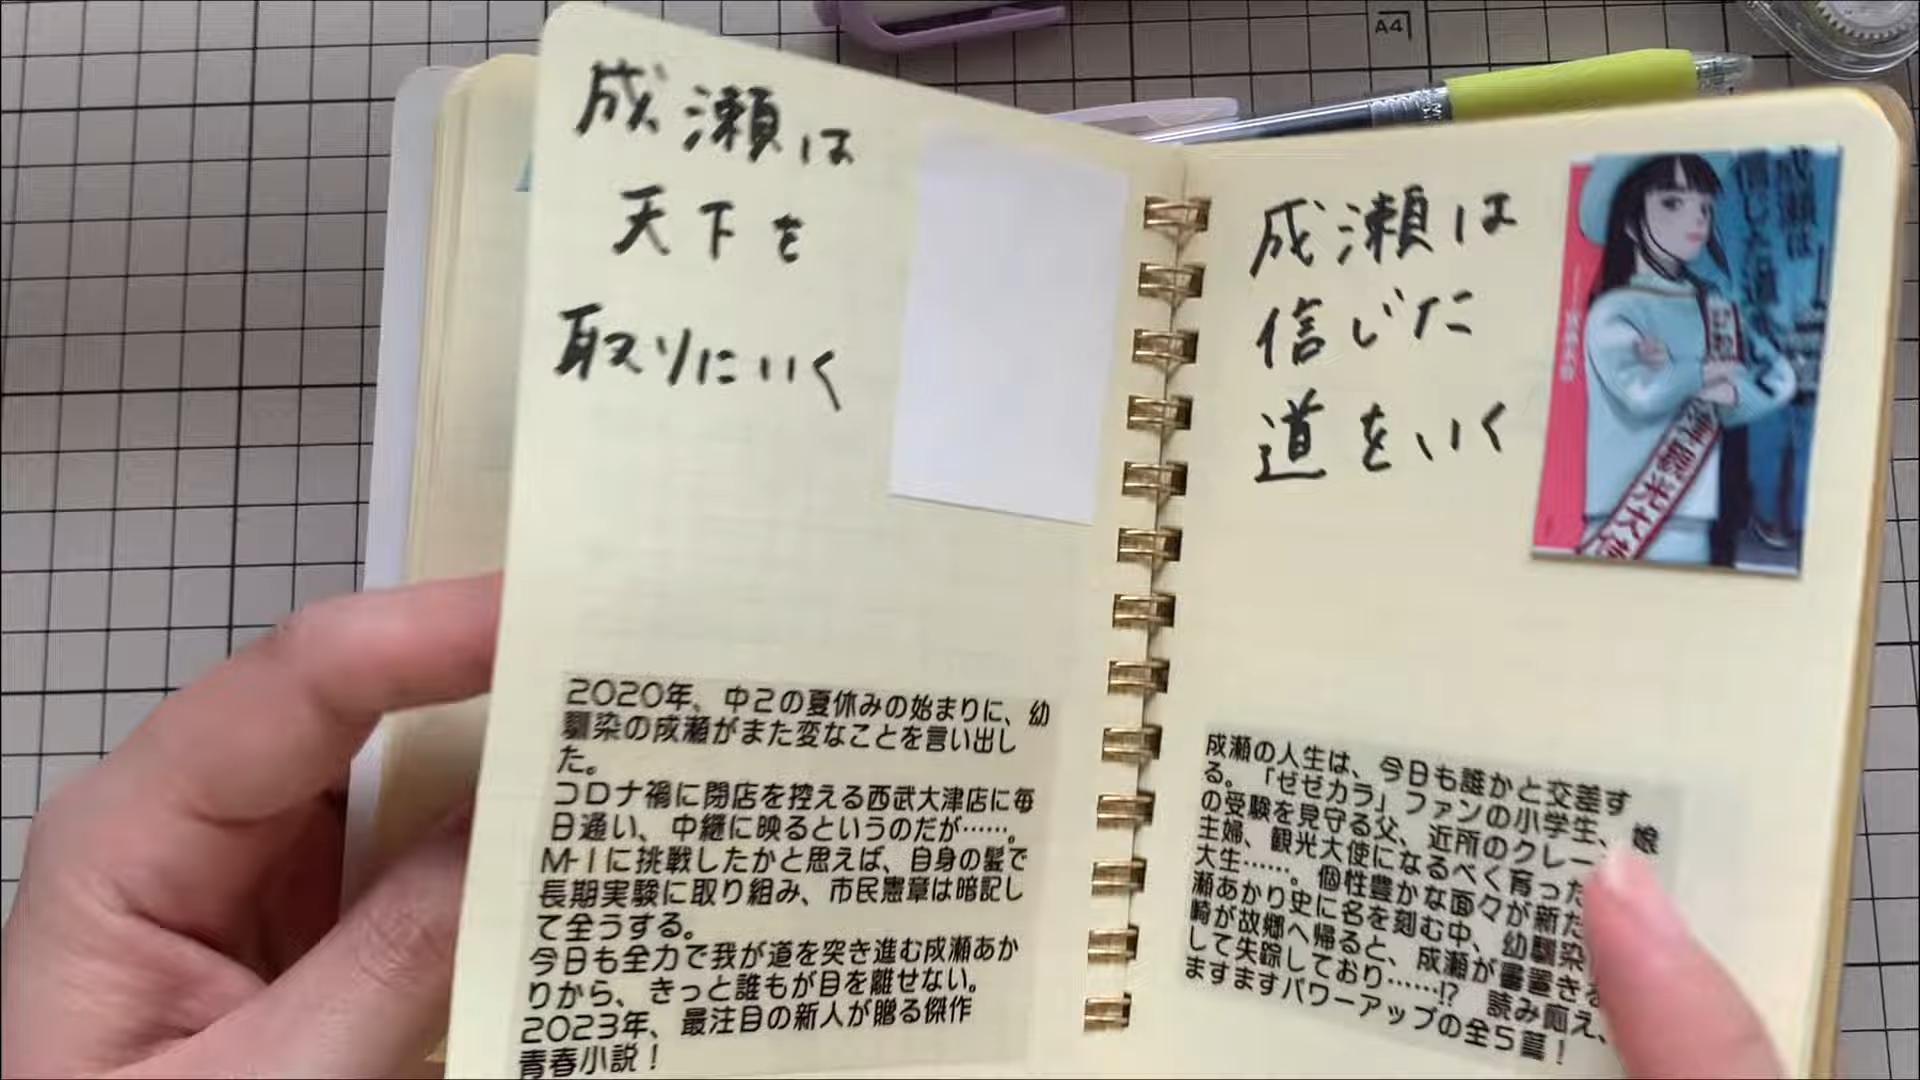 A4
成瀬は
天下を
取りにいく
2020年、中2の夏休みの始まりに、幼
馴染の成瀬がまた変なことを言い出し
た。
コロナ禍に閉店を控える西武大津店に毎
日通い、中継に映るというのだが……。
M-1に挑戦したかと思えば、自身の髪で
長期実験に取り組み、市民憲章は暗記し
て全うする。
今日も全力で我が道を突き進む成瀬あか
りから、きっと誰もが目を離せない。
2023年、最注目の新人が贈る傑作
青春小説!
成瀬は
信じた
道をいく
成瀬は
信じた道を
いく
成瀬の人生は、今日も誰かと交差す
る。「ゼゼカラ」ファンの小学生、娘
の受験を見守る父、近所のクレー
主婦、観光大使になるべく育った
大生……。個性豊かな面々が新た
瀬あかり史に名を刻む中、幼馴染
崎が故郷へ帰ると、成瀬が書置きを
して失踪しており……!? 読み応え、
ますますパワーアップの全5篇!